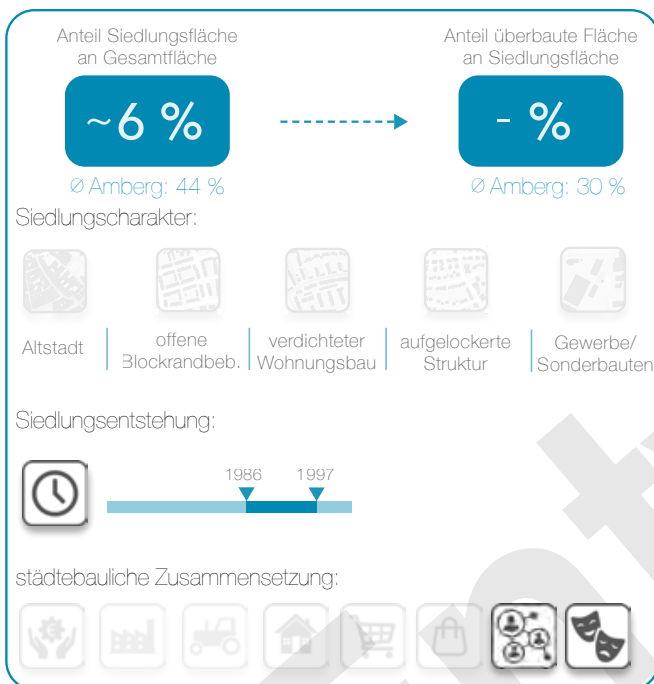 Anteil Siedlungsfläche
an Gesamtfläche
~6 %
Ø Amberg: 44 %
Anteil überbaute Fläche
an Siedlungsfläche
- %
Ø Amberg: 30 %
Siedlungscharakter:
Altstadt
offene
Blockrandbeb.
verdichteter
Wohnungsbau
aufgelockerte
Struktur
Gewerbe/
Sonderbauten
Siedlungsentstehung:
1986 1997
städtebauliche Zusammensetzung: